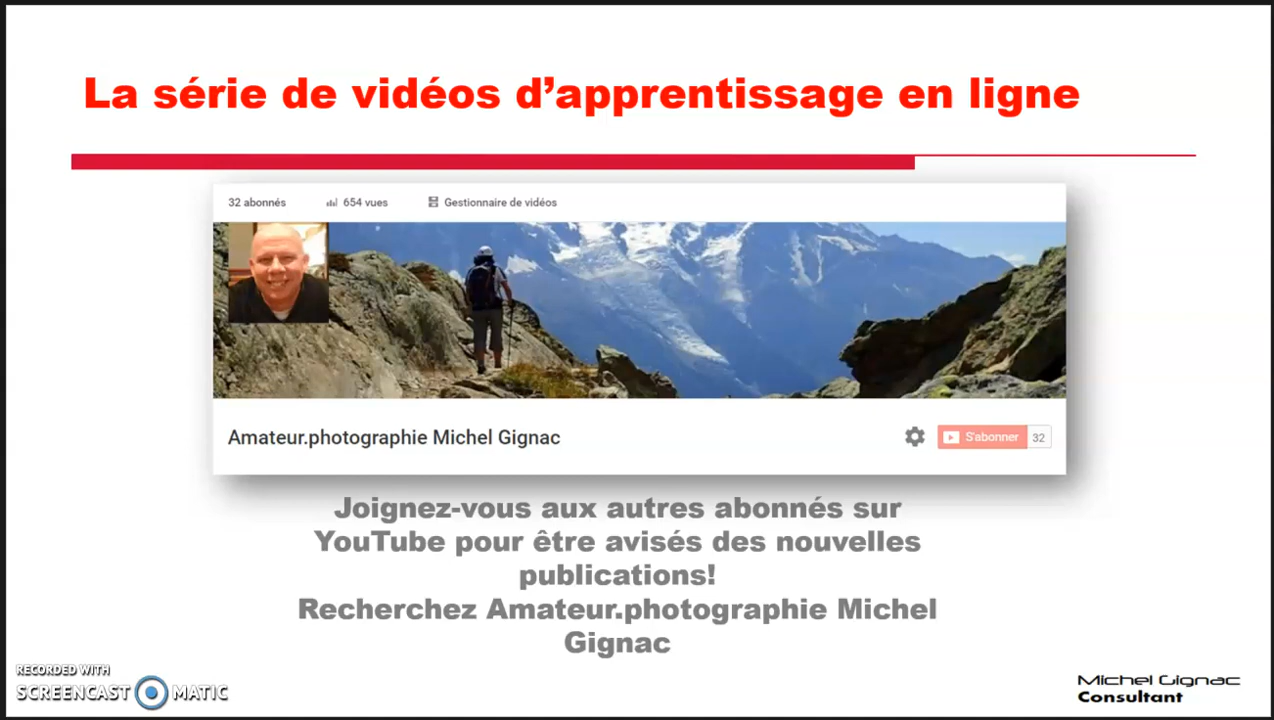 La série de vidéos d’apprentissage en ligne
32 abonnés 654 vues Gestionnaire de vidéos
Amateur.photographie Michel Gignac S'abonner 32
Joignez-vous aux autres abonnés sur
YouTube pour être avisés des nouvelles
publications!
Recherchez Amateur.photographie Michel
Gignac
RECORDED WITH
SCREENCAST MATIC
Michel Gignac
Consultant